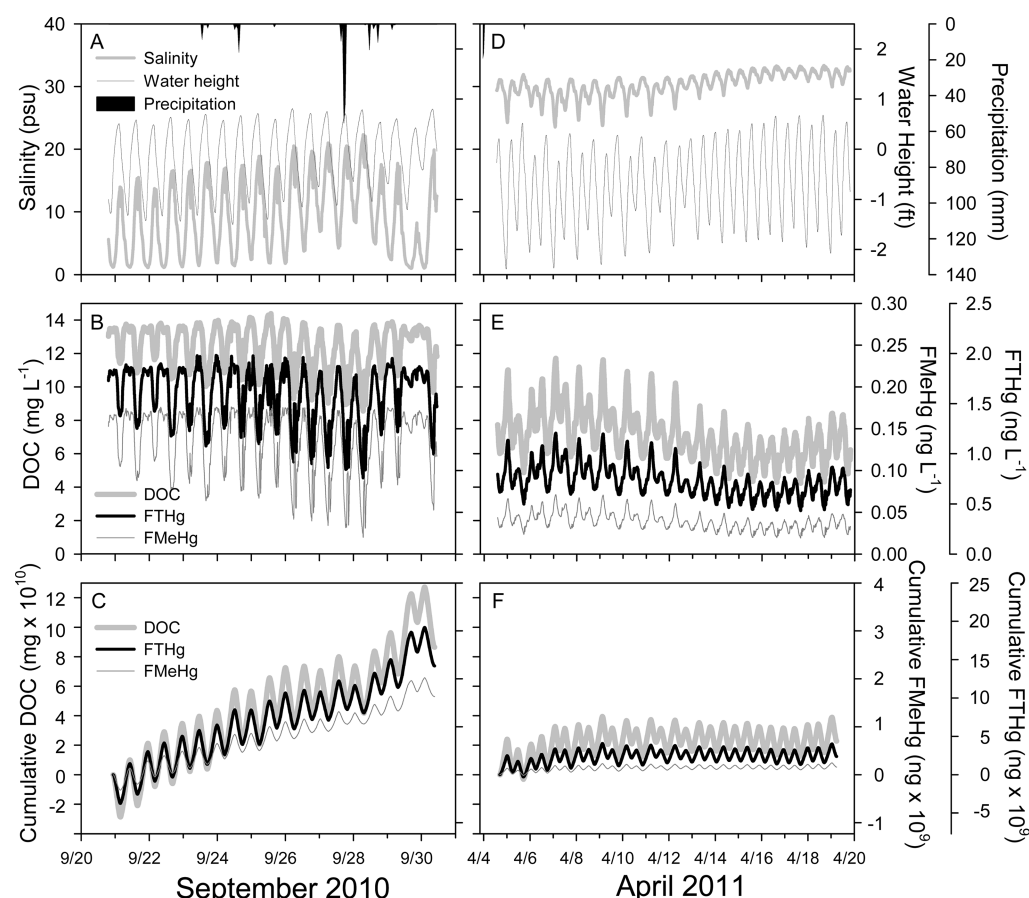 A
Salinity
Water height
Precipitation
Salinity (psu)
40
30
20
10
0
D
2
1
0
-1
-2
Water Height (ft)
0
20
40
60
80
100
120
140
Precipitation (mm)
B
DOC
FTHg
FMeHg
DOC (mg L-1)
14
12
10
8
6
4
2
0
E
0.30
0.25
0.20
0.15
0.10
0.05
0.00
FMeHg (ng L-1)
2.5
2.0
1.5
1.0
0.5
0.0
FTHg (ng L-1)
C
DOC
FTHg
FMeHg
Cumulative DOC (mg x 10^10)
12
10
8
6
4
2
0
-2
F
4
3
2
1
0
-1
Cumulative FMeHg (ng x 10^9)
25
20
15
10
5
0
-5
Cumulative FTHg (ng x 10^9)
9/20 9/22 9/24 9/26 9/28 9/30
4/4 4/6 4/8 4/10 4/12 4/14 4/16 4/18 4/20
September 2010
April 2011